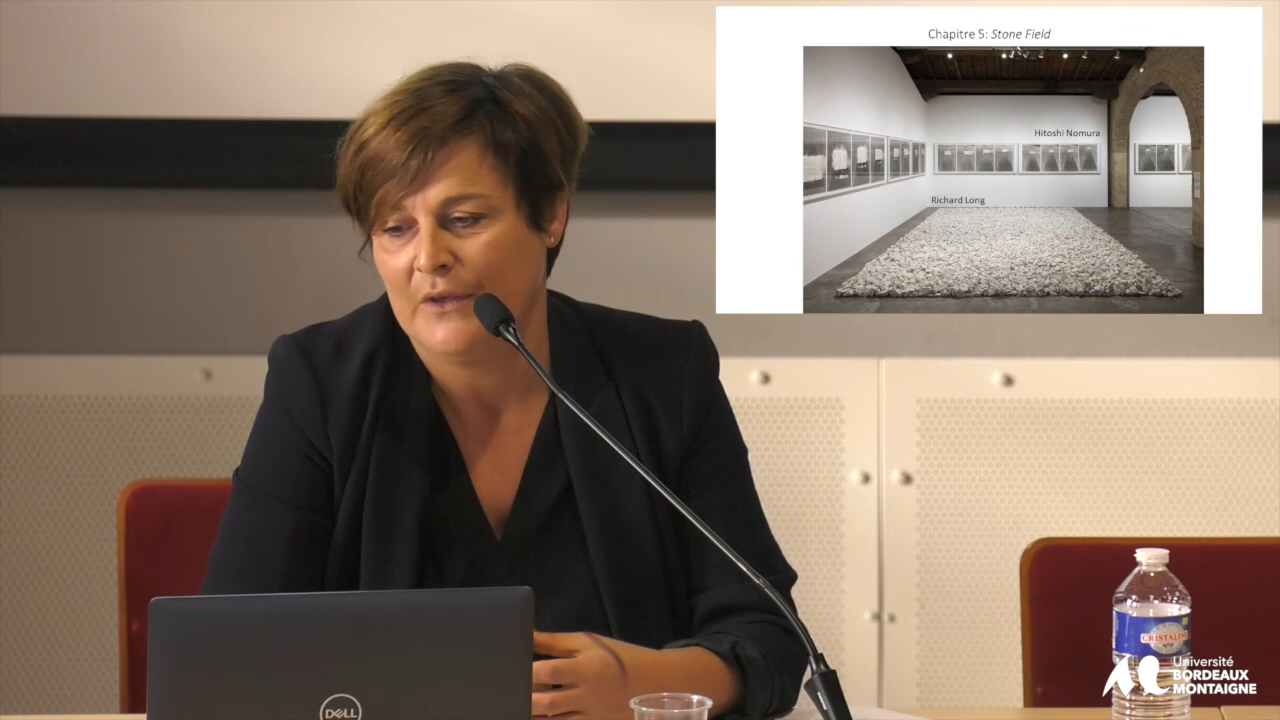 Chapitre 5: Stone Field
Hitoshi Nomura
Richard Long
CRISTALINE
DELL
Université
BORDEAUX
MONTAIGNE